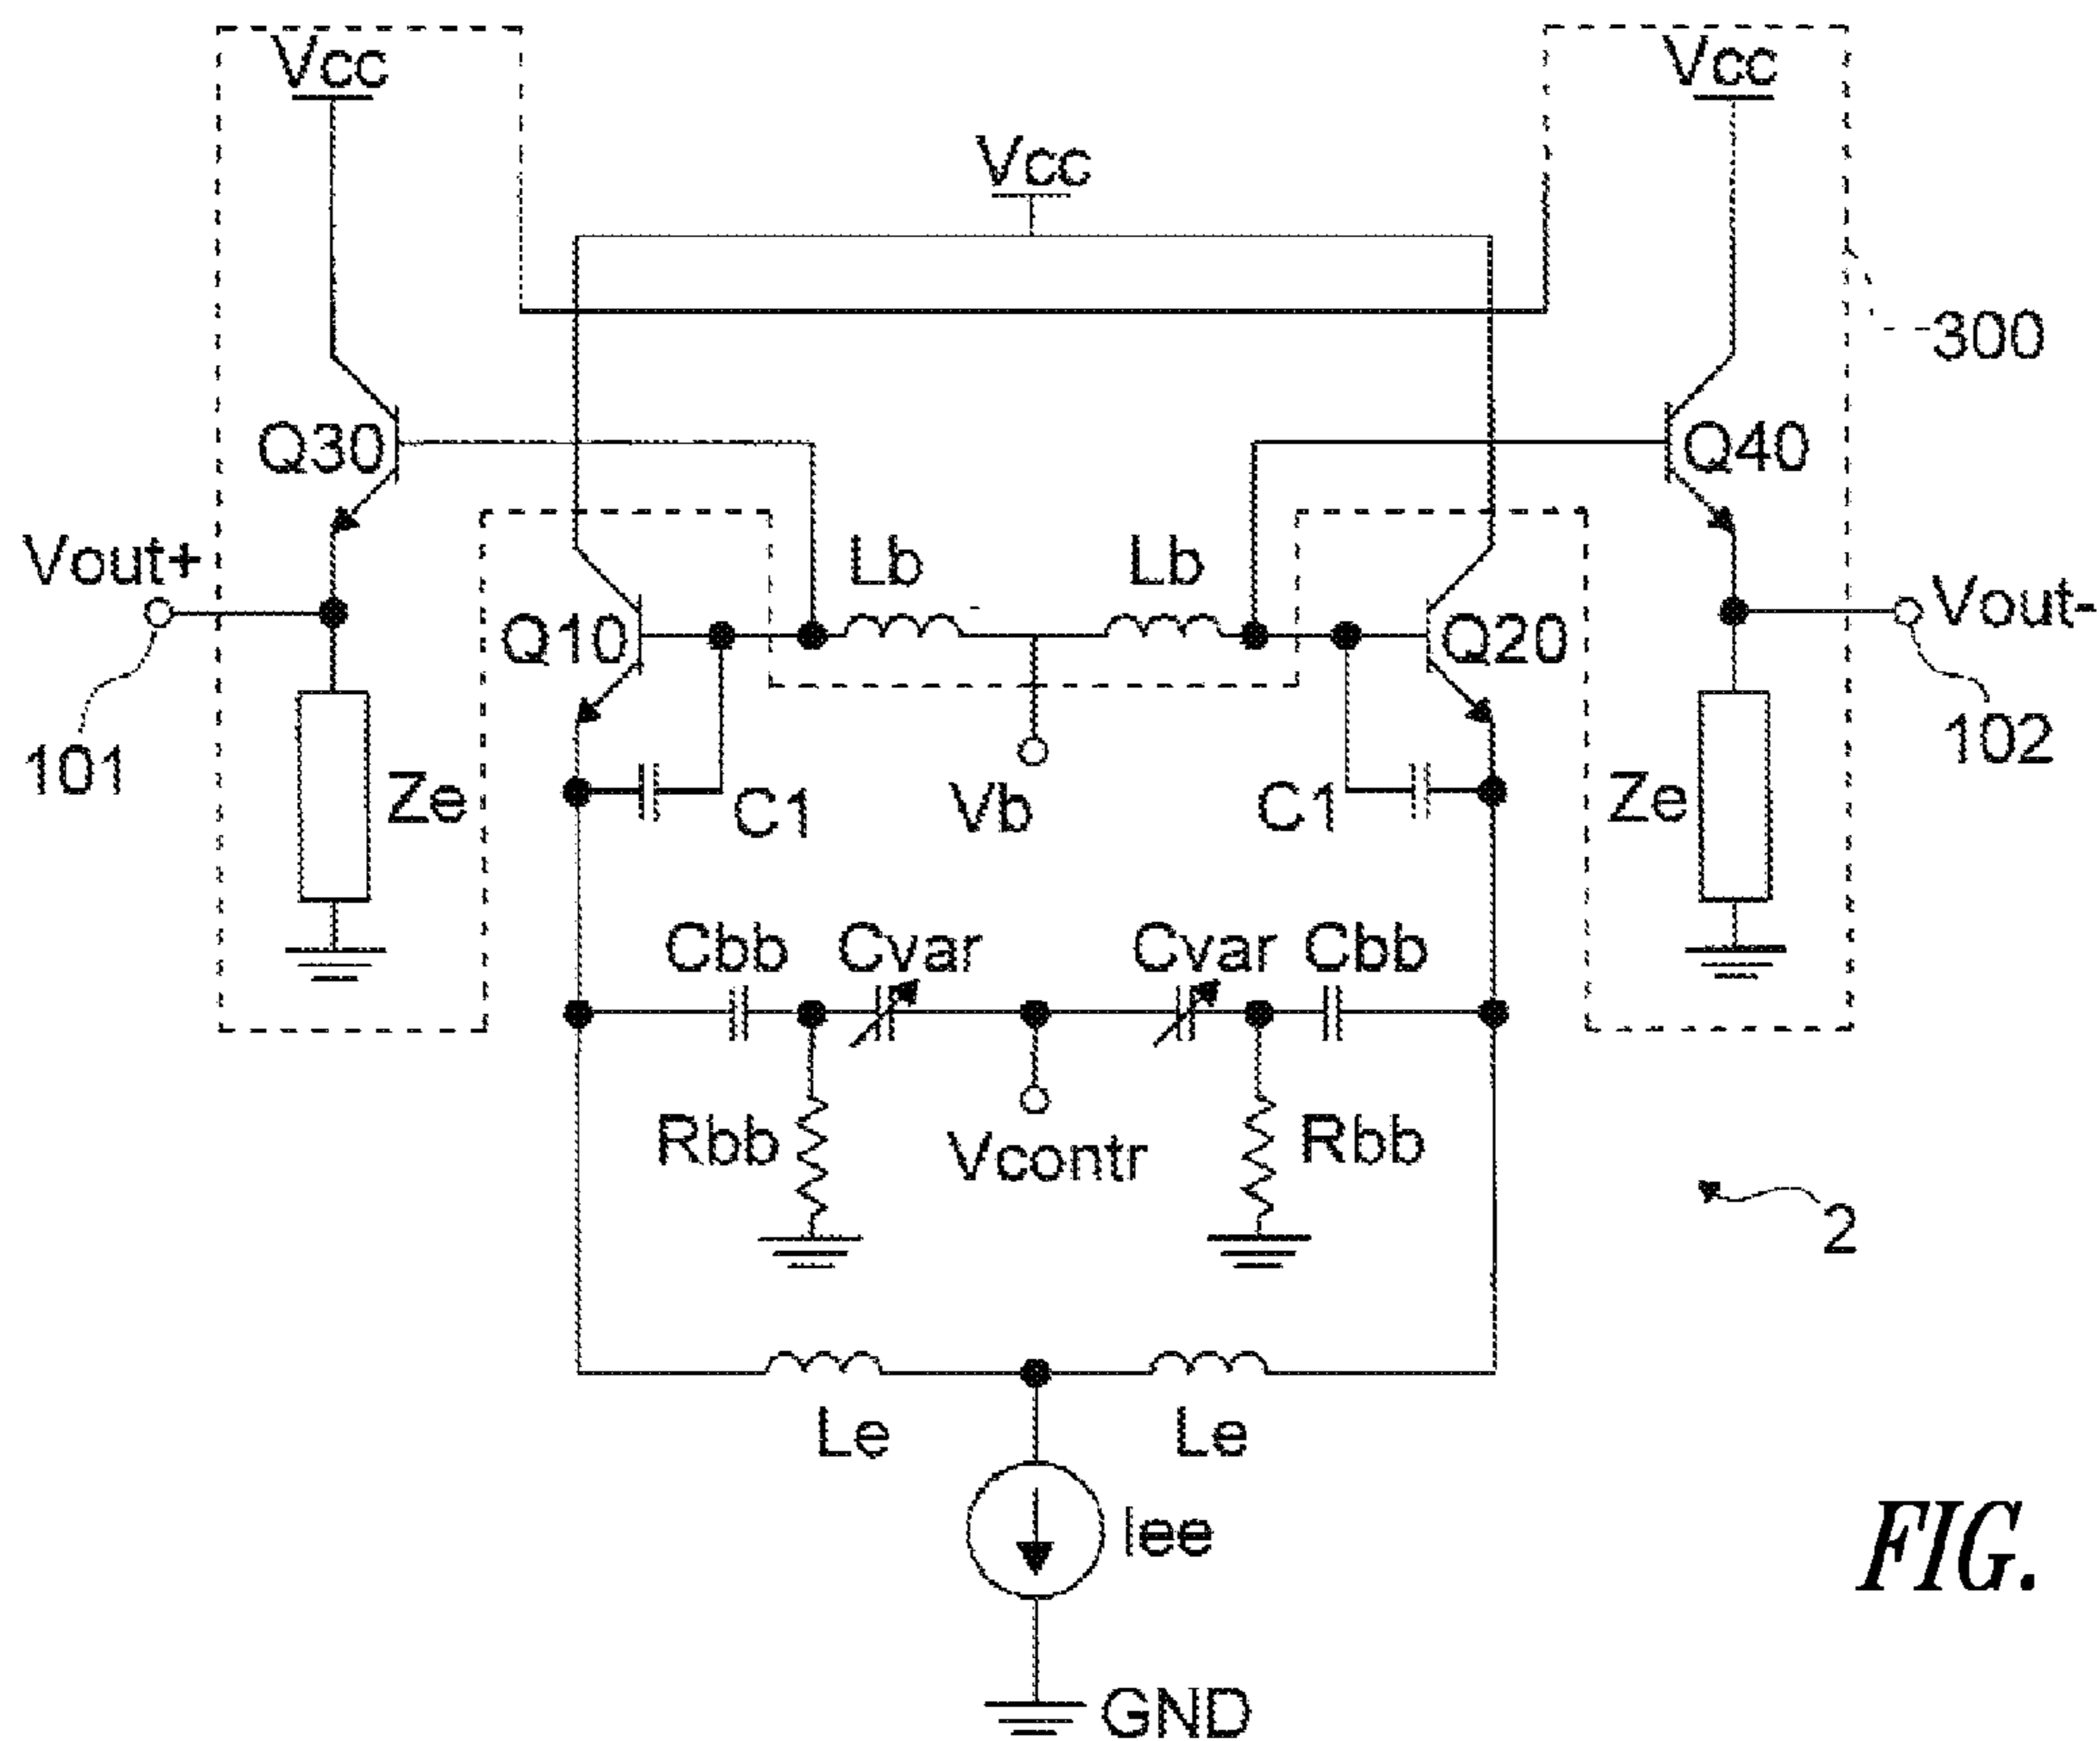 Vcc
Vcc
Vcc
300
Q30
Q40
Vout+
Lb
Lb
Vout-
Q10
Q20
101
102
Ze
C1
Vb
C1
Ze
Cbb
Cvar
Cvar
Cbb
Rbb
Vcontr
Rbb
2
Le
Le
Iee
FIG.
GND